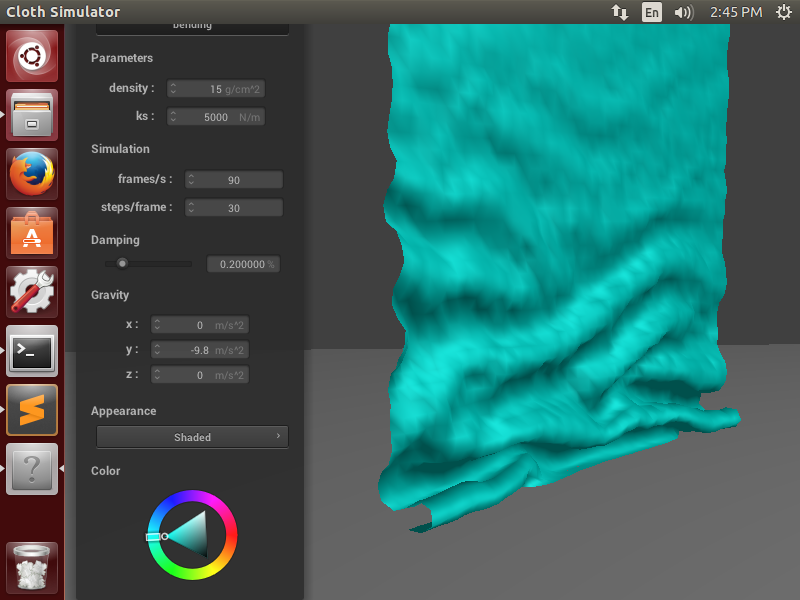 Cloth Simulator
En
2:45 PM
bending
Parameters
density : 15 g/cm^2
ks : 5000 N/m
Simulation
frames/s : 90
steps/frame : 30
Damping
0.200000 %
Gravity
x : 0 m/s^2
y : -9.8 m/s^2
z : 0 m/s^2
Appearance
Shaded
Color